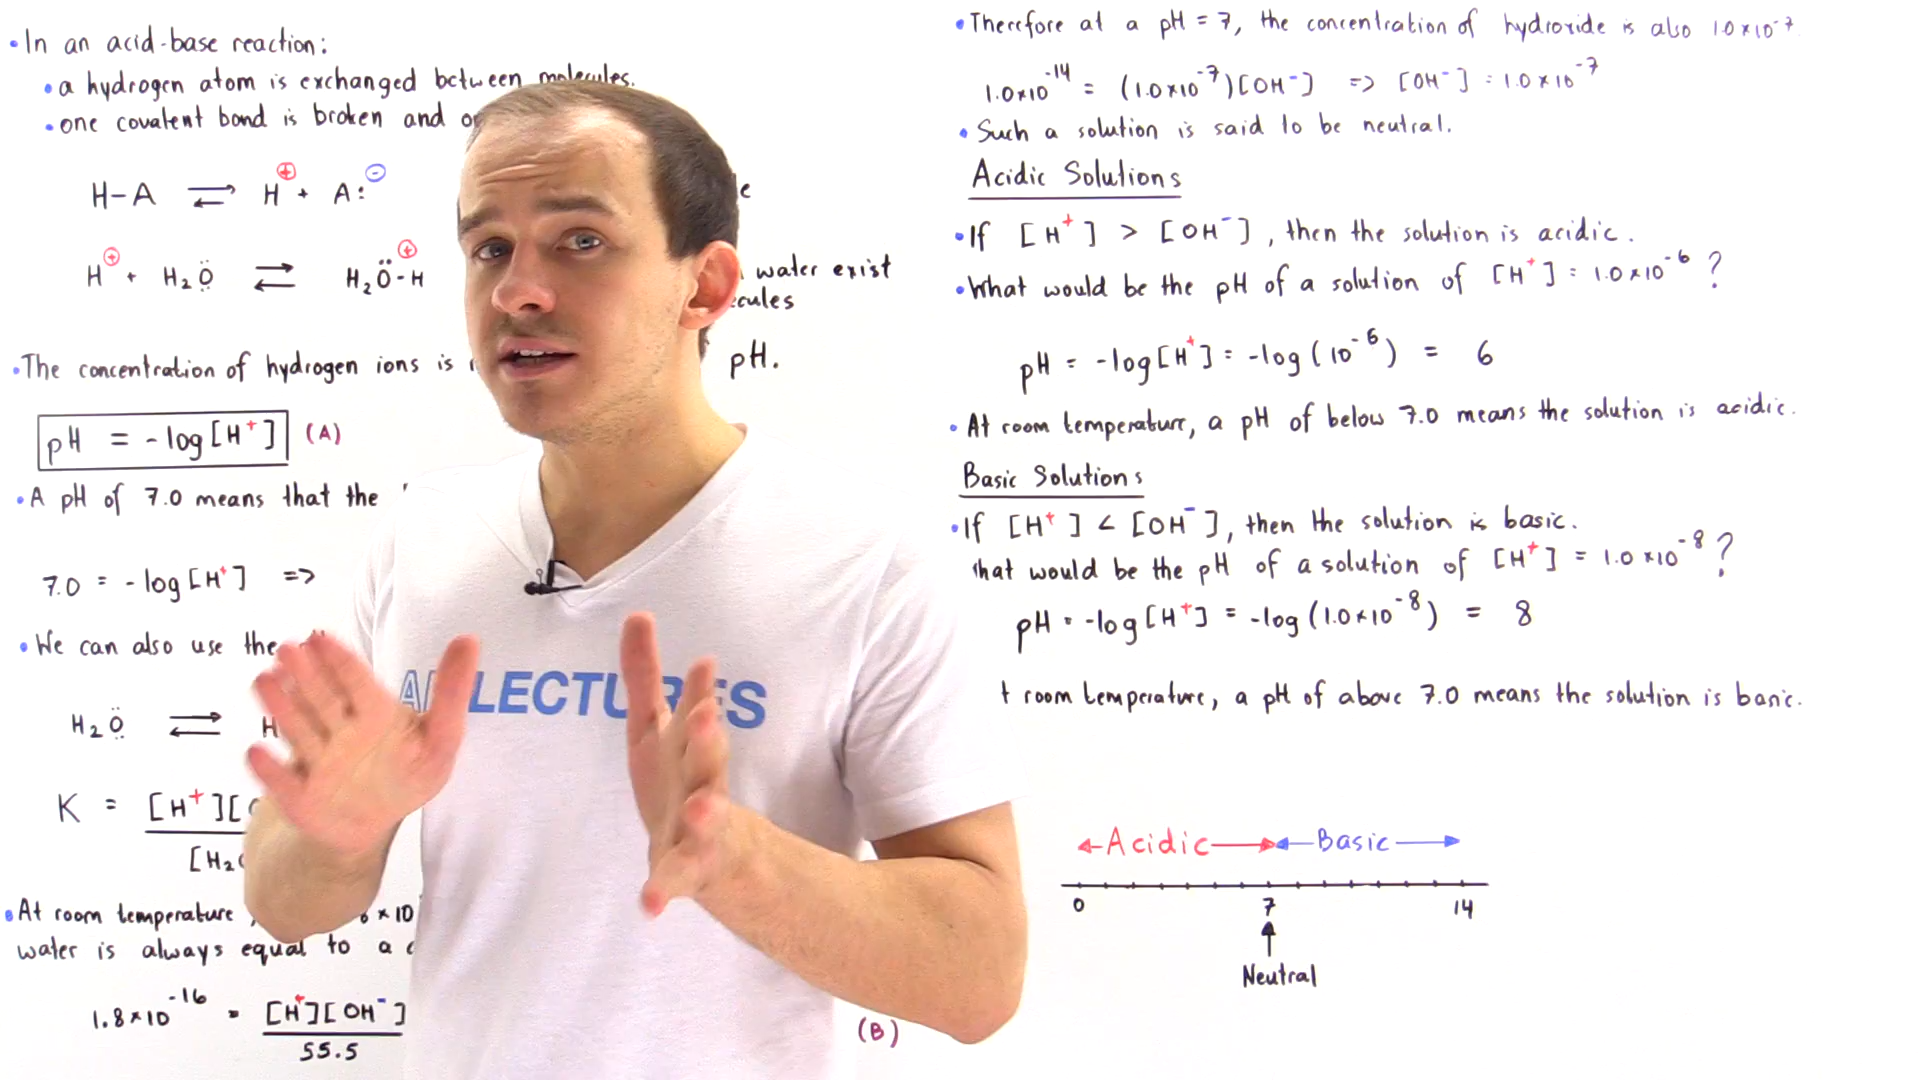 • In an acid-base reaction:
• a hydrogen atom is exchanged between molecules.
• one covalent bond is broken and
H-A ⇌ H⊕ + A:⊖
H⊕ + H₂Ö: ⇌ H₂Ö-H ⊕
water exist
• The concentration of hydrogen ions is
pH.
pH = -log[H⁺] (A)
• A pH of 7.0 means that the
7.0 = -log[H⁺] =>
• We can also use the
H₂Ö: ⇌ H
K = [H⁺][
[H₂
• At room temperature,
× 10
water is always equal to a
1.8×10⁻¹⁶ = [H⁺][OH⁻]
55.5
(B)
AK LECTURES
• Therefore at a pH = 7, the concentration of hydroxide is also 1.0×10⁻⁷
1.0×10⁻¹⁴ = (1.0×10⁻⁷)[OH⁻] => [OH⁻] = 1.0×10⁻⁷
• Such a solution is said to be neutral.
Acidic Solutions
• If [H⁺] > [OH⁻], then the solution is acidic.
• What would be the pH of a solution of [H⁺] = 1.0×10⁻⁶ ?
pH = -log[H⁺] = -log(10⁻⁶) = 6
• At room temperature, a pH of below 7.0 means the solution is acidic.
Basic Solutions
• If [H⁺] < [OH⁻], then the solution is basic.
hat would be the pH of a solution of [H⁺] = 1.0×10⁻⁸ ?
pH = -log[H⁺] = -log(1.0×10⁻⁸) = 8
t room temperature, a pH of above 7.0 means the solution is basic.
Acidic Basic
0 7 14
Neutral